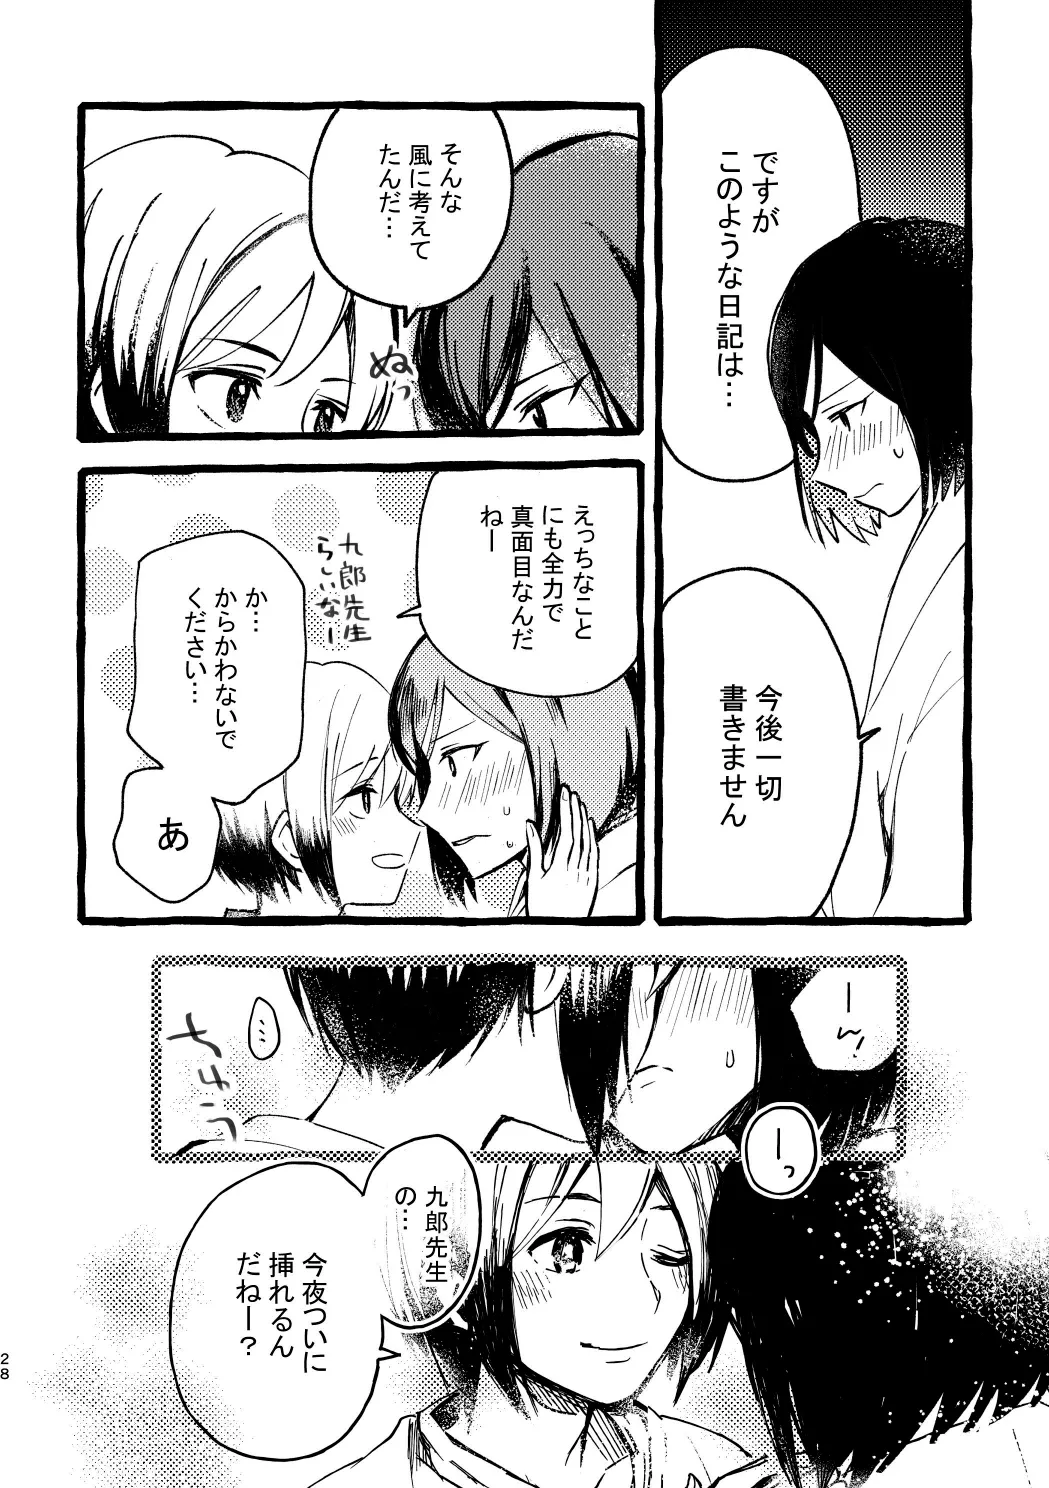 ですが
このような日記は…
今後一切
書きません
そんな
風に考えて
たんだ…
ぬっ
えっちなこと
にも全力で
真面目なんだ
ねー
九郎先生
らしいなー
か…
からかわないで
ください…
あ
ーん!
…
ちゅう
ーっ
九郎先生
の…
今夜ついに
挿れるん
だねー?
28